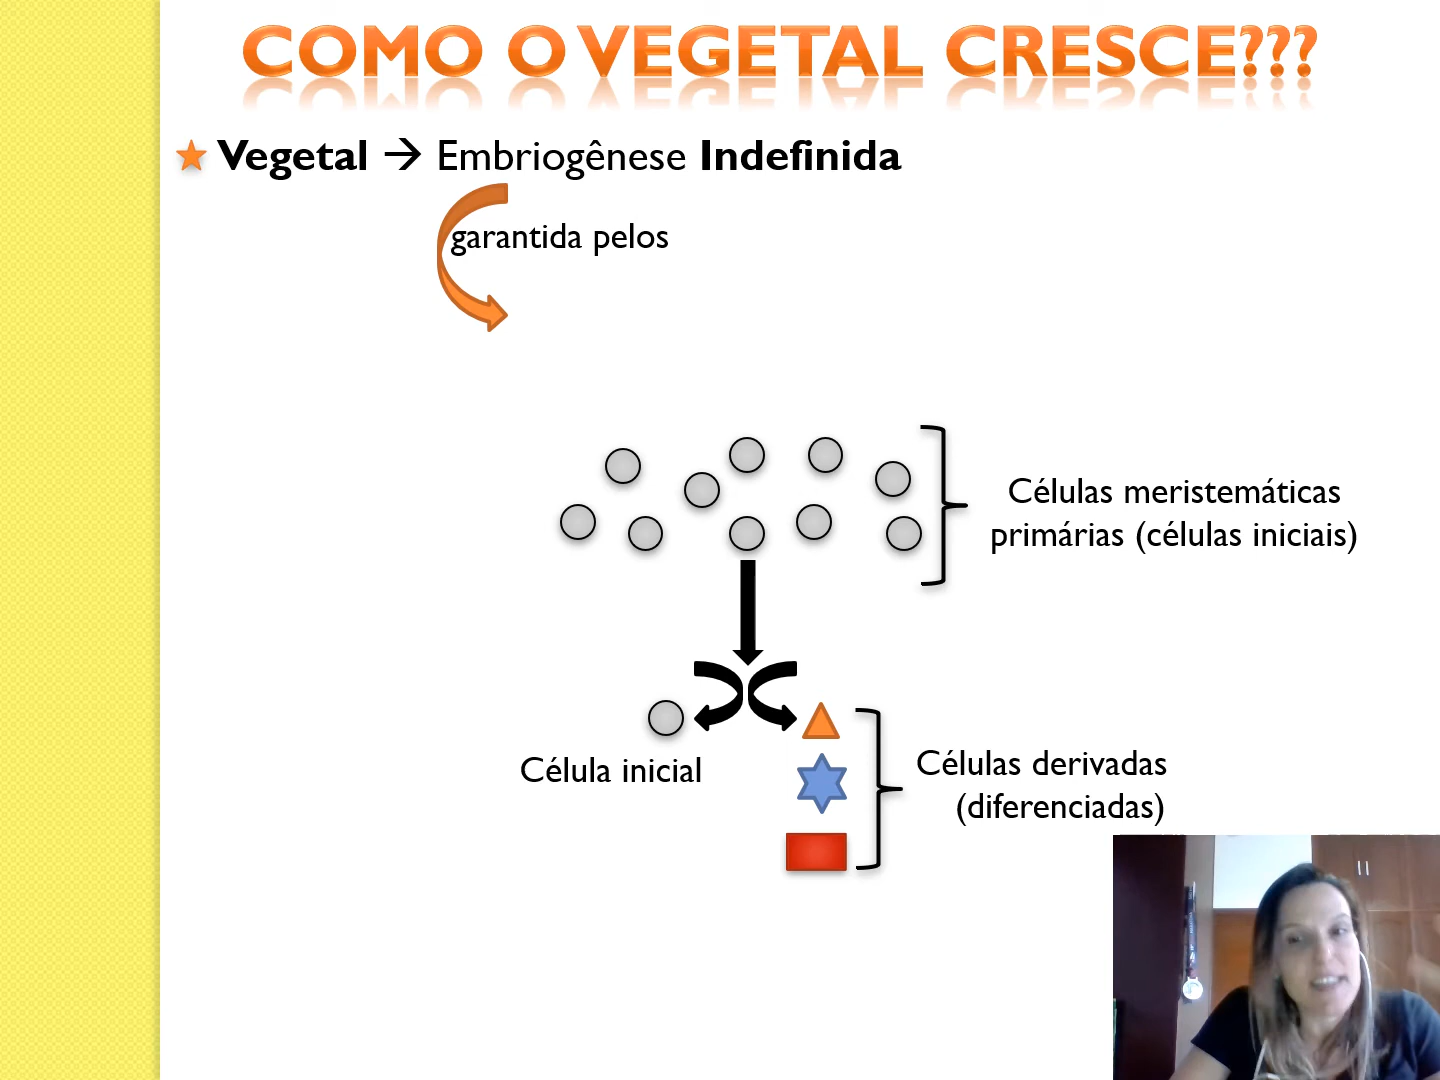 COMO O VEGETAL CRESCE???
Vegetal → Embriogênese Indefinida
garantida pelos
Células meristemáticas
primárias (células iniciais)
Célula inicial
Células derivadas
(diferenciadas)